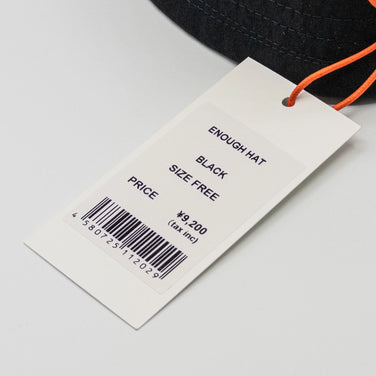 ENOUGH HAT
BLACK
SIZE FREE
PRICE
¥9,200
(tax inc)
4 580725 112029